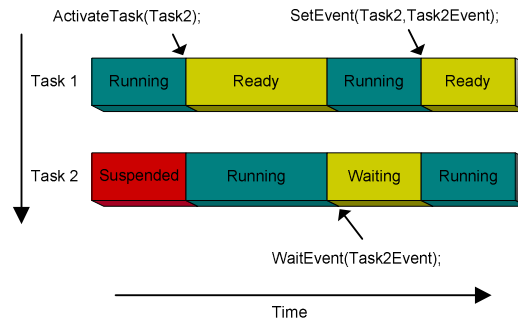 ActivateTask(Task2);
SetEvent(Task2,Task2Event);
Task 1
Running
Ready
Running
Ready
Task 2
Suspended
Running
Waiting
Running
WaitEvent(Task2Event);
Time